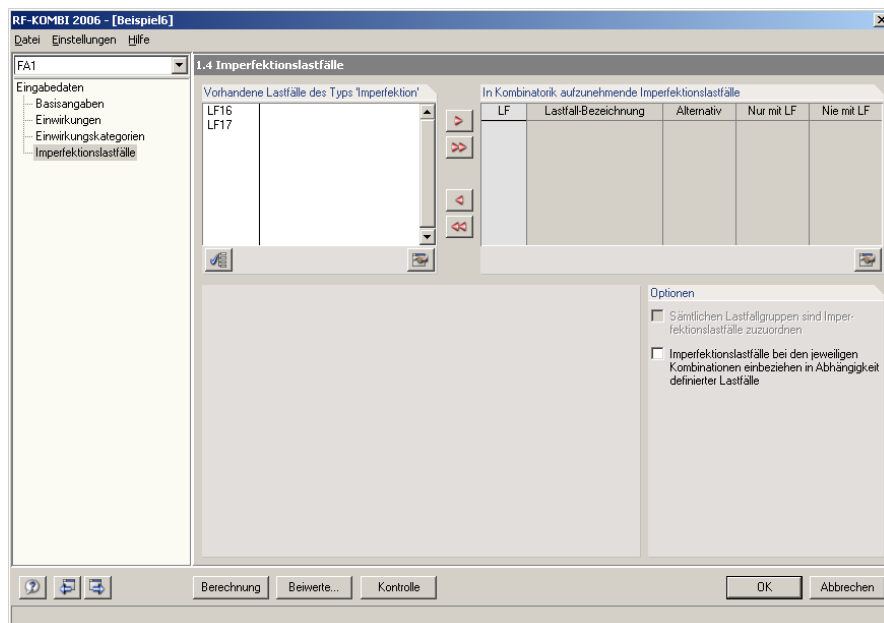 RF-KOMBI 2006 - [Beispiel6]
Datei Einstellungen Hilfe
FA1
1.4 Imperfektionslastfälle
Eingabedaten
Basisangaben
Einwirkungen
Einwirkungskategorien
Imperfektionslastfälle
Vorhandene Lastfälle des Typs 'Imperfektion'
LF16
LF17
In Kombinatorik aufzunehmende Imperfektionslastfälle
LF Lastfall-Bezeichnung Alternativ Nur mit LF Nie mit LF
Optionen
Sämtlichen Lastfallgruppen sind Imper-
fektionslastfälle zuzuordnen
Imperfektionslastfälle bei den jeweiligen
Kombinationen einbeziehen in Abhängigkeit
definierter Lastfälle
Berechnung Beiwerte... Kontrolle OK Abbrechen